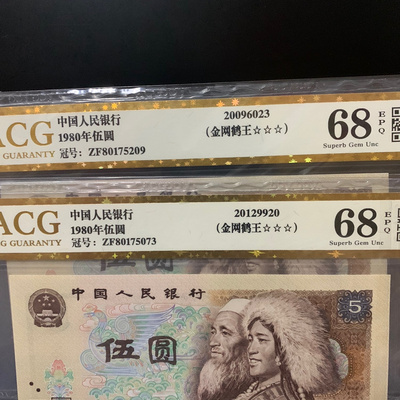 ACG
GUARANTY
中国人民银行
1980年伍圆
冠号: ZF80175209
20096023
(金网鹤王☆☆☆)
68
EPQ
Superb Gem Unc
ACG
GUARANTY
中国人民银行
1980年伍圆
冠号: ZF80175073
20129920
(金网鹤王☆☆☆)
68
EPQ
Superb Gem Unc
中国人民银行
5
伍圆